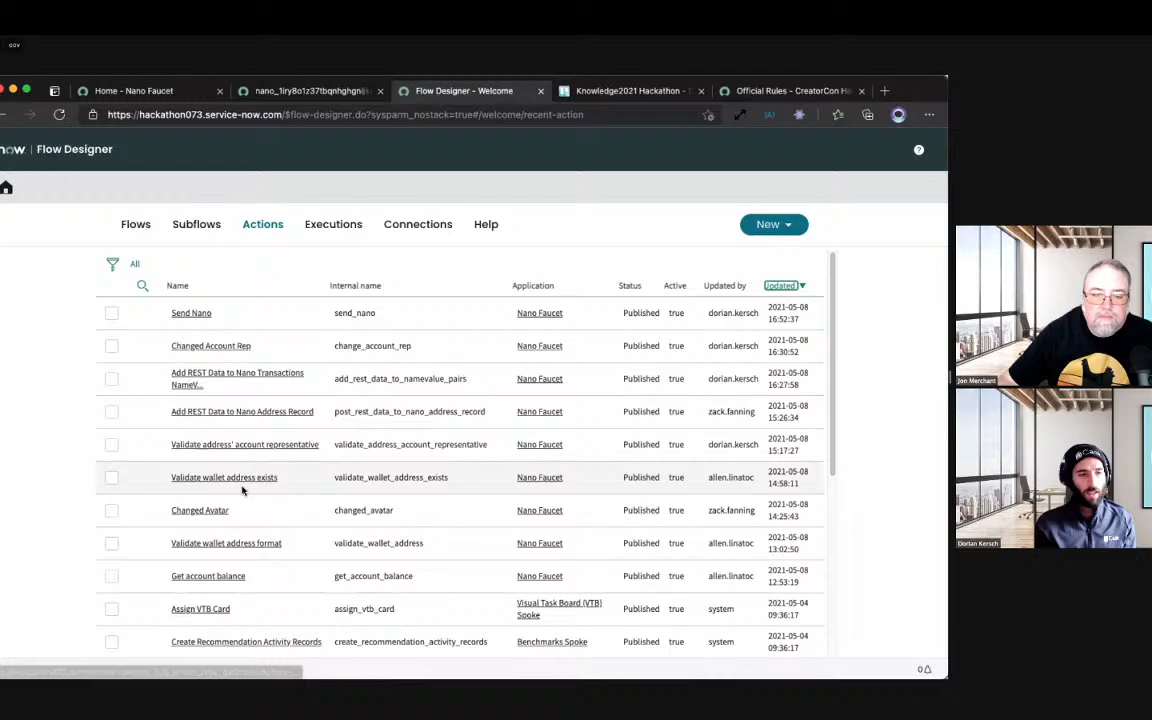 GOV
Home - Nano Faucet
Flow Designer - Welcome
Knowledge2021 Hackathon -
Official Rules - CreatorCon Ha
https://hackathon073.service-now.com/$flow-designer.do?sysparm_nostack=true#/welcome/recent-action
now. | Flow Designer
Flows Subflows Actions Executions Connections Help New
All
Name Internal name Application Status Active Updated by Updated
Send Nano send_nano Nano Faucet Published true dorian.kersch 2021-05-08 16:52:37
Changed Account Rep change_account_rep Nano Faucet Published true dorian.kersch 2021-05-08 16:30:52
Add REST Data to Nano Transactions NameV... add_rest_data_to_namevalue_pairs Nano Faucet Published true dorian.kersch 2021-05-08 16:27:58
Add REST Data to Nano Address Record post_rest_data_to_nano_address_record Nano Faucet Published true zack.fanning 2021-05-08 15:26:34
Validate address' account representative validate_address_account_representative Nano Faucet Published true dorian.kersch 2021-05-08 15:17:27
Validate wallet address exists validate_wallet_address_exists Nano Faucet Published true allen.linatoc 2021-05-08 14:58:11
Changed Avatar changed_avatar Nano Faucet Published true zack.fanning 2021-05-08 14:25:43
Validate wallet address format validate_wallet_address Nano Faucet Published true allen.linatoc 2021-05-08 13:02:50
Get account balance get_account_balance Nano Faucet Published true allen.linatoc 2021-05-08 12:53:19
Assign VTB Card assign_vtb_card Visual Task Board (VTB) Spoke Published true system 2021-05-04 09:36:17
Create Recommendation Activity Records create_recommendation_activity_records Benchmarks Spoke Published true system 2021-05-04 09:36:17
0
Jon Merchant
Dorian Kersch